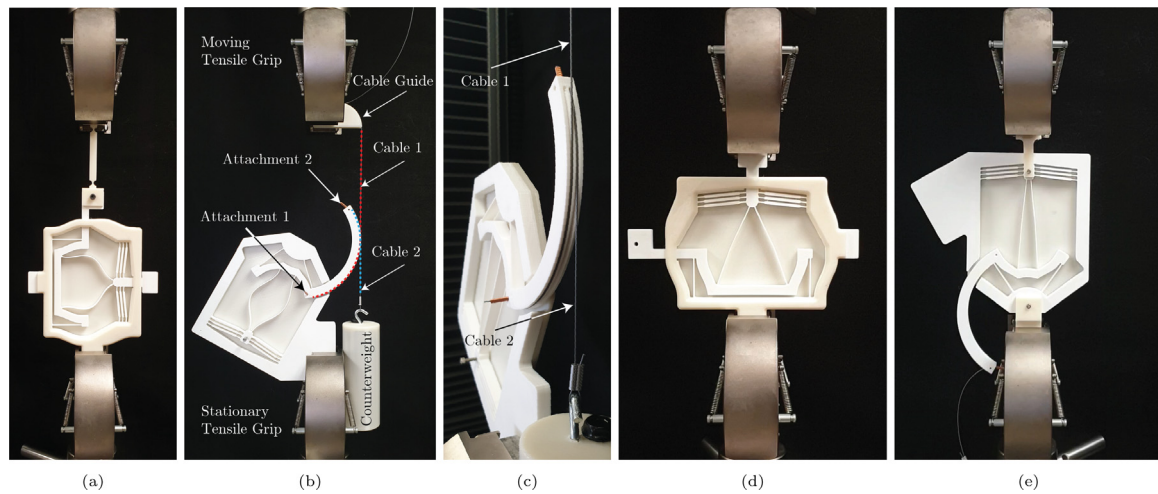 Moving
Tensile Grip
Cable Guide
Cable 1
Attachment 2
Attachment 1
Cable 2
Counterweight
Stationary
Tensile Grip
Cable 1
Cable 2
(a)
(b)
(c)
(d)
(e)